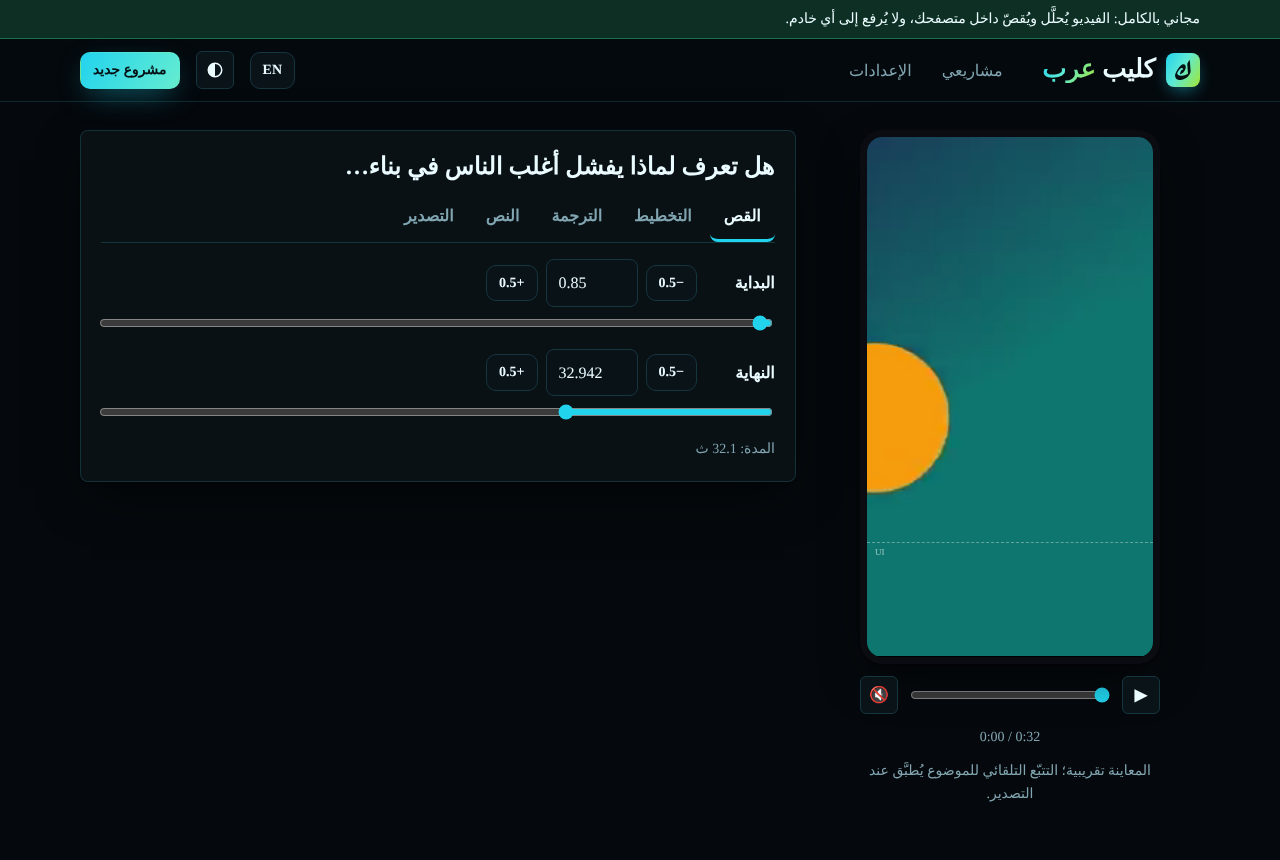 مجاني بالكامل: الفيديو يُحلَّل ويُقصّ داخل متصفحك، ولا يُرفع إلى أي خادم.
ك كليب عرب
مشاريعي
الإعدادات
EN
مشروع جديد
هل تعرف لماذا يفشل أغلب الناس في بناء…
القص
التخطيط
الترجمة
النص
التصدير
البداية
−0.5
0.85
+0.5
النهاية
−0.5
32.942
+0.5
المدة: 32.1 ث
UI
0:00 / 0:32
المعاينة تقريبية؛ التتبّع التلقائي للموضوع يُطبَّق عند
التصدير.